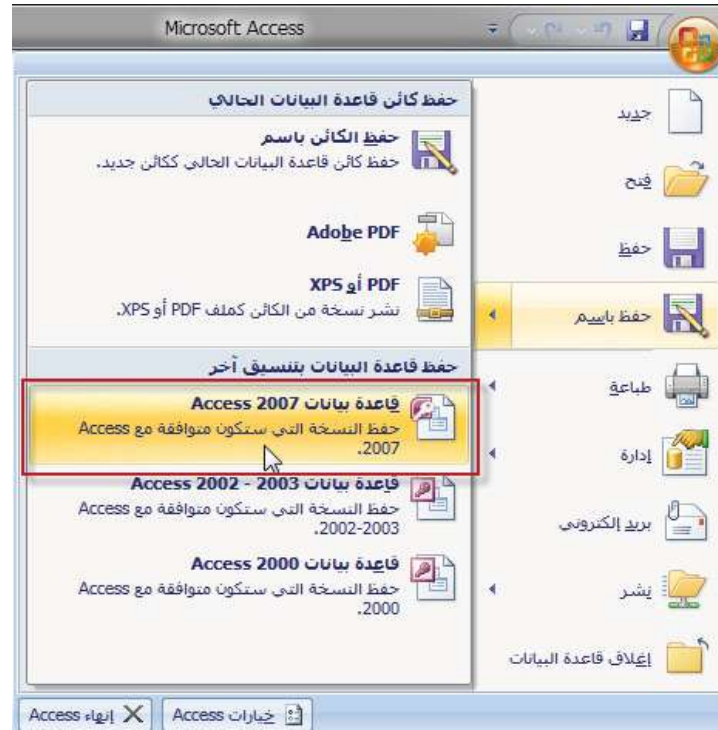 Microsoft Access
جديد
فتح
حفظ
حفظ باسم
طباعة
إدارة
بريد إلكتروني
نشر
إغلاق قاعدة البيانات
حفظ كائن قاعدة البيانات الحالي
حفظ الكائن باسم
حفظ كائن قاعدة البيانات الحالي ككائن جديد.
Adobe PDF
PDF أو XPS
نشر نسخة من الكائن كملف PDF أو XPS.
حفظ قاعدة البيانات بتنسيق آخر
قاعدة بيانات Access 2007
حفظ النسخة التي ستكون متوافقة مع Access
2007.
قاعدة بيانات Access 2002 - 2003
حفظ النسخة التي ستكون متوافقة مع Access
2002-2003.
قاعدة بيانات Access 2000
حفظ النسخة التي ستكون متوافقة مع Access
2000.
خيارات Access
إنهاء Access